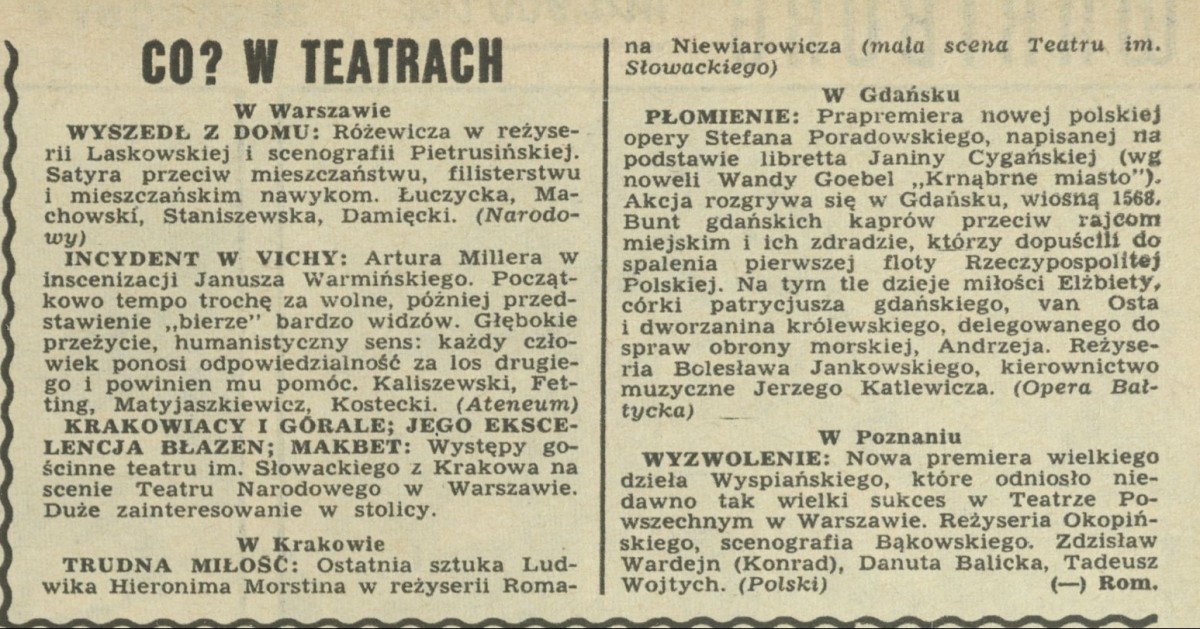 CO? W TEATRACH
W Warszawie
WYSZEDŁ Z DOMU: Różewicza w reżyse-
rii Laskowskiej i scenografii Pietrusińskiej.
Satyra przeciw mieszczaństwu, filisterstwu
i mieszczańskim nawykom. Łuczycka, Ma-
chowski, Staniszewska, Damięcki. (Narodo-
wy)
INCYDENT W VICHY: Artura Millera w
inscenizacji Janusza Warmińskiego. Począt-
kowo tempo trochę za wolne, później przed-
stawienie „bierze" bardzo widzów. Głębokie
przeżycie, humanistyczny sens: każdy czło-
wiek ponosi odpowiedzialność za los drugie-
go i powinien mu pomóc. Kaliszewski, Fet-
ting, Matyjaszkiewicz, Kostecki. (Ateneum)
KRAKOWIACY I GÓRALE; JEGO EKSCE-
LENCJA BŁAZEN; MAKBET: Występy go-
ścinne teatru im. Słowackiego z Krakowa na
scenie Teatru Narodowego w Warszawie.
Duże zainteresowanie w stolicy.
W Krakowie
TRUDNA MIŁOŚĆ: Ostatnia sztuka Lud-
wika Hieronima Morstina w reżyserii Roma-
na Niewiarowicza (mała scena Teatru im.
Słowackiego)
W Gdańsku
PŁOMIENIE: Prapremiera nowej polskiej
opery Stefana Poradowskiego, napisanej na
podstawie libretta Janiny Cygańskiej (wg
noweli Wandy Goebel „Krnąbrne miasto").
Akcja rozgrywa się w Gdańsku, wiosną 1568.
Bunt gdańskich kaprów przeciw rajcom
miejskim i ich zdradzie, którzy dopuścili do
spalenia pierwszej floty Rzeczypospolitej
Polskiej. Na tym tle dzieje miłości Elżbiety,
córki patrycjusza gdańskiego, van Osta
i dworzanina królewskiego, delegowanego do
spraw obrony morskiej, Andrzeja. Reżyse-
ria Bolesława Jankowskiego, kierownictwo
muzyczne Jerzego Katlewicza. (Opera Bał-
tycka)
W Poznaniu
WYZWOLENIE: Nowa premiera wielkiego
dzieła Wyspiańskiego, które odniosło nie-
dawno tak wielki sukces w Teatrze Po-
wszechnym w Warszawie. Reżyseria Okopiń-
skiego, scenografia Bąkowskiego. Zdzisław
Wardejn (Konrad), Danuta Balicka, Tadeusz
Wojtych. (Polski) (—) Rom.